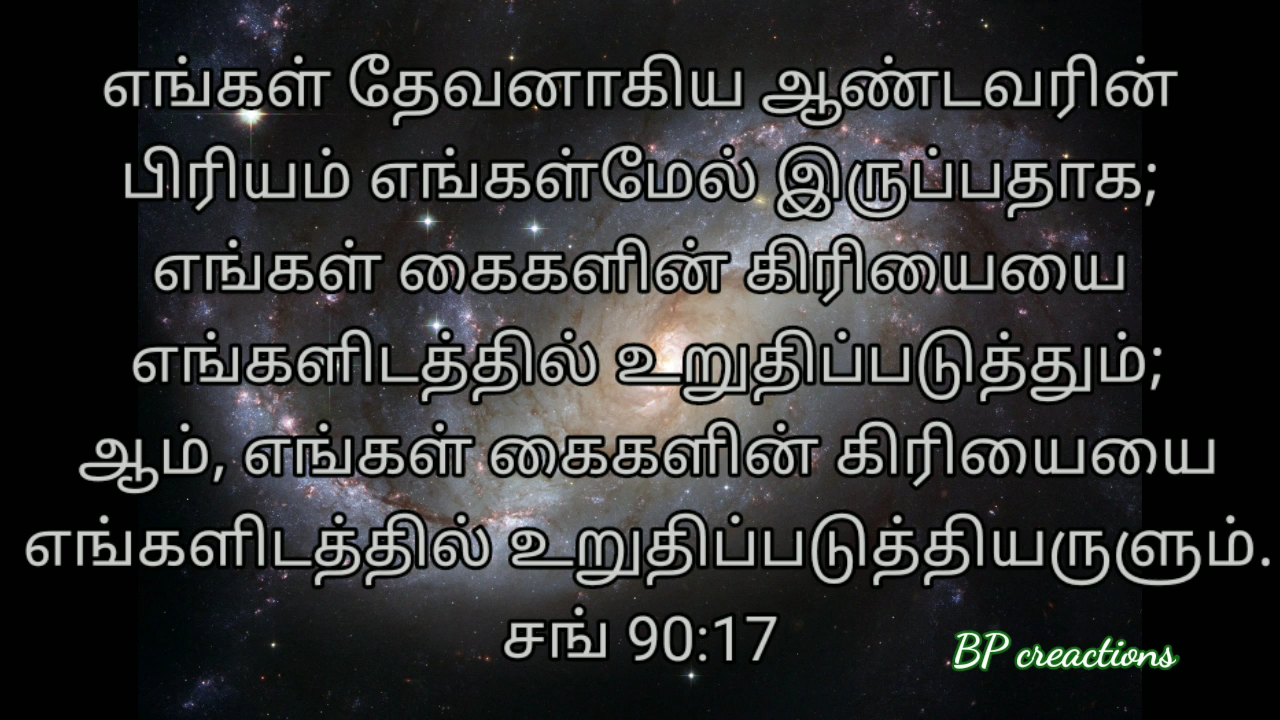 எங்கள் தேவனாகிய ஆண்டவரின்
பிரியம் எங்கள்மேல் இருப்பதாக;
எங்கள் கைகளின் கிரியையை
எங்களிடத்தில் உறுதிப்படுத்தும்;
ஆம், எங்கள் கைகளின் கிரியையை
எங்களிடத்தில் உறுதிப்படுத்தியருளும்.
சங் 90:17
BP creactions